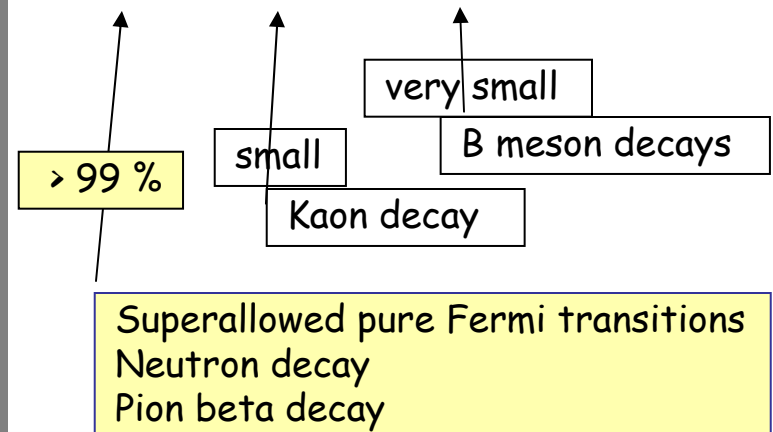 very small
B meson decays
small
> 99 %
Kaon decay
Superallowed pure Fermi transitions
Neutron decay
Pion beta decay